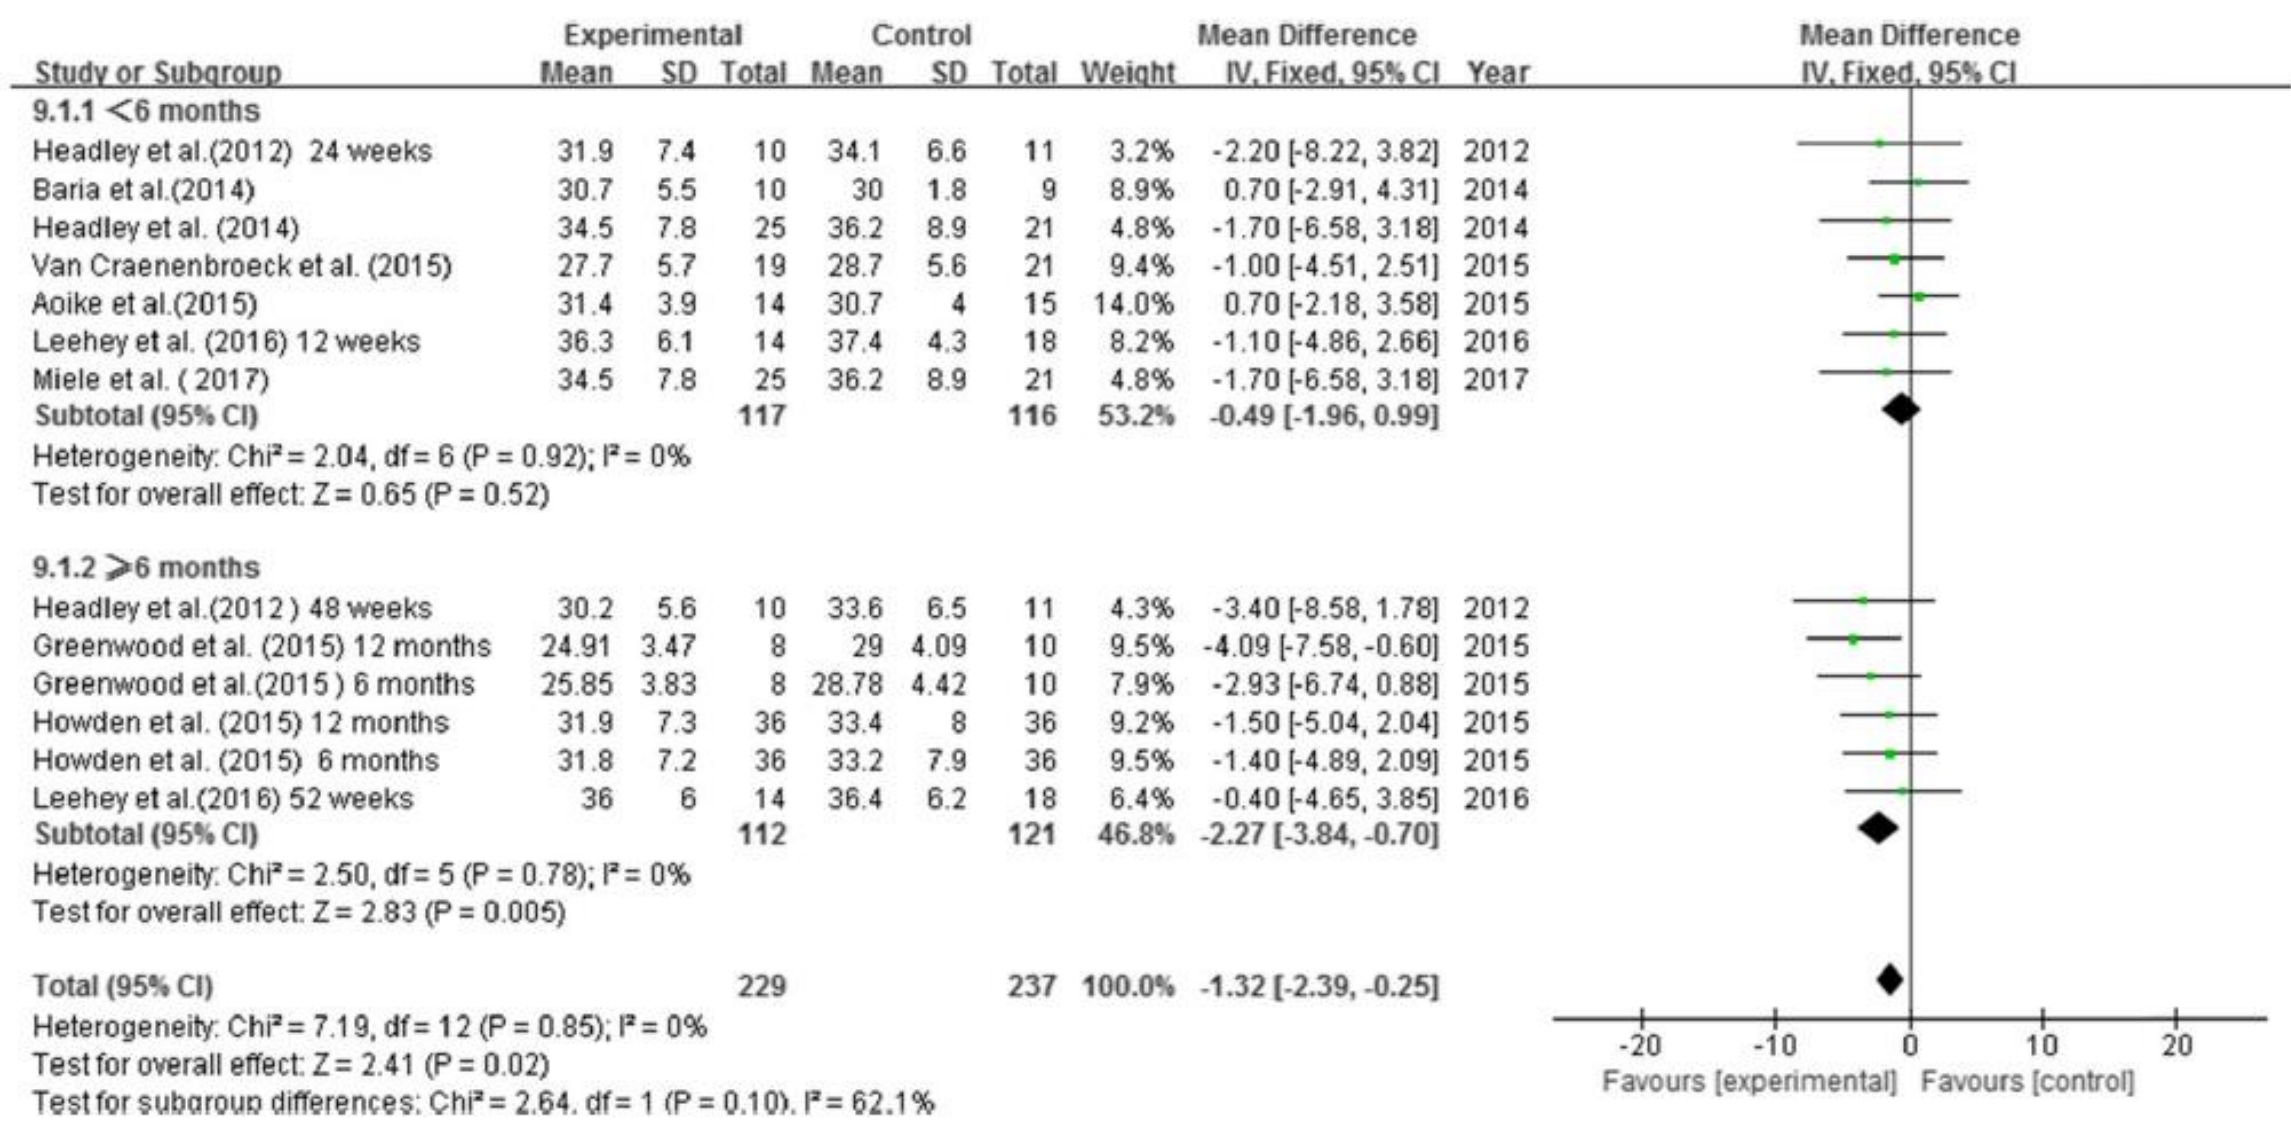 Experimental Control Mean Difference Mean Difference
Study or Subgroup Mean SD Total Mean SD Total Weight IV, Fixed, 95% CI Year IV, Fixed, 95% CI
9.1.1 <6 months
Headley et al.(2012) 24 weeks 31.9 7.4 10 34.1 6.6 11 3.2% -2.20 [-8.22, 3.82] 2012
Baria et al.(2014) 30.7 5.5 10 30 1.8 9 8.9% 0.70 [-2.91, 4.31] 2014
Headley et al. (2014) 34.5 7.8 25 36.2 8.9 21 4.8% -1.70 [-6.58, 3.18] 2014
Van Craenenbroeck et al. (2015) 27.7 5.7 19 28.7 5.6 21 9.4% -1.00 [-4.51, 2.51] 2015
Aoike et al.(2015) 31.4 3.9 14 30.7 4 15 14.0% 0.70 [-2.18, 3.58] 2015
Leehey et al. (2016) 12 weeks 36.3 6.1 14 37.4 4.3 18 8.2% -1.10 [-4.86, 2.66] 2016
Miele et al. ( 2017) 34.5 7.8 25 36.2 8.9 21 4.8% -1.70 [-6.58, 3.18] 2017
Subtotal (95% CI) 117 116 53.2% -0.49 [-1.96, 0.99]
Heterogeneity: Chi² = 2.04, df = 6 (P = 0.92); I² = 0%
Test for overall effect: Z = 0.65 (P = 0.52)
9.1.2 ⩾6 months
Headley et al.(2012 ) 48 weeks 30.2 5.6 10 33.6 6.5 11 4.3% -3.40 [-8.58, 1.78] 2012
Greenwood et al. (2015) 12 months 24.91 3.47 8 29 4.09 10 9.5% -4.09 [-7.58, -0.60] 2015
Greenwood et al.(2015 ) 6 months 25.85 3.83 8 28.78 4.42 10 7.9% -2.93 [-6.74, 0.88] 2015
Howden et al. (2015) 12 months 31.9 7.3 36 33.4 8 36 9.2% -1.50 [-5.04, 2.04] 2015
Howden et al. (2015) 6 months 31.8 7.2 36 33.2 7.9 36 9.5% -1.40 [-4.89, 2.09] 2015
Leehey et al.(2016) 52 weeks 36 6 14 36.4 6.2 18 6.4% -0.40 [-4.65, 3.85] 2016
Subtotal (95% CI) 112 121 46.8% -2.27 [-3.84, -0.70]
Heterogeneity: Chi² = 2.50, df = 5 (P = 0.78); I² = 0%
Test for overall effect: Z = 2.83 (P = 0.005)
Total (95% CI) 229 237 100.0% -1.32 [-2.39, -0.25]
Heterogeneity: Chi² = 7.19, df = 12 (P = 0.85); I² = 0%
Test for overall effect: Z = 2.41 (P = 0.02)
Test for subgroup differences: Chi² = 2.64. df = 1 (P = 0.10). I² = 62.1%
-20 -10 0 10 20
Favours [experimental] Favours [control]